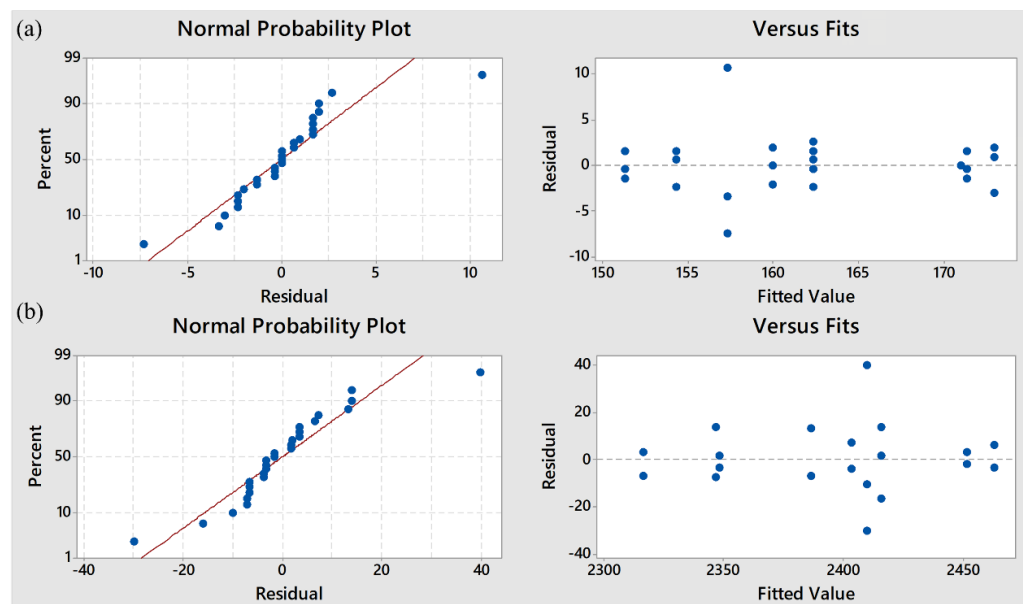 (a)
Normal Probability Plot
99
90
50
10
1
Percent
-10 -5 0 5 10
Residual
Versus Fits
10
5
0
-5
-10
Residual
150 155 160 165 170
Fitted Value
(b)
Normal Probability Plot
99
90
50
10
1
Percent
-40 -20 0 20 40
Residual
Versus Fits
40
20
0
-20
-40
Residual
2300 2350 2400 2450
Fitted Value